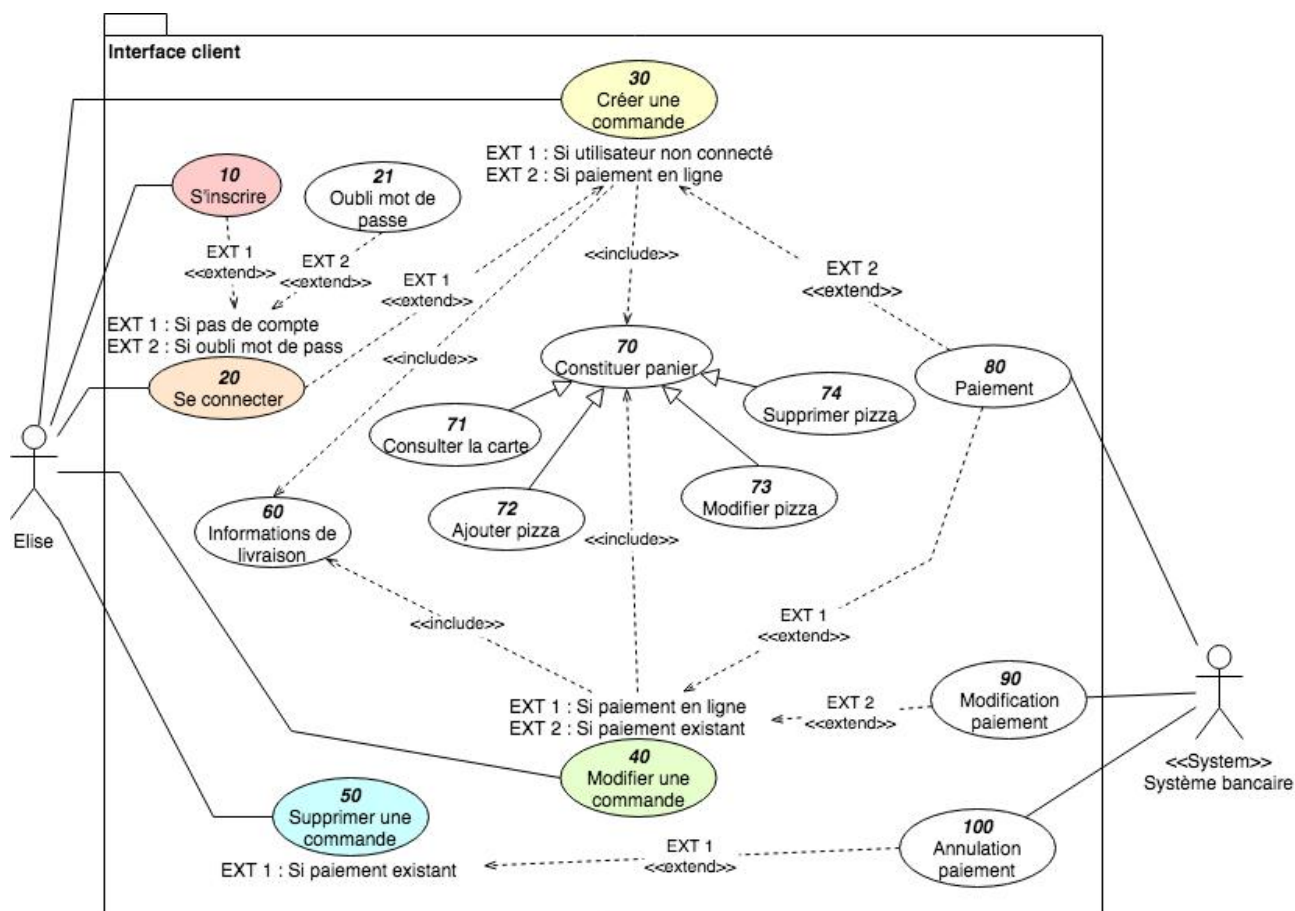 Interface client
30
Créer une
commande
EXT 1 : Si utilisateur non connecté
EXT 2 : Si paiement en ligne
10
S'inscrire
21
Oubli mot de
passe
EXT 1
<<extend>>
EXT 2
<<extend>>
EXT 1
<<extend>>
<<include>>
EXT 2
<<extend>>
EXT 1 : Si pas de compte
EXT 2 : Si oubli mot de pass
20
Se connecter
<<include>>
70
Constituer panier
80
Paiement
74
Supprimer pizza
71
Consulter la carte
73
Modifier pizza
72
Ajouter pizza
60
Informations de
livraison
<<include>>
Elise
<<include>>
EXT 1
<<extend>>
EXT 1 : Si paiement en ligne
EXT 2 : Si paiement existant
EXT 2
<<extend>>
90
Modification
paiement
40
Modifier une
commande
<<System>>
Système bancaire
50
Supprimer une
commande
EXT 1 : Si paiement existant
EXT 1
<<extend>>
100
Annulation
paiement